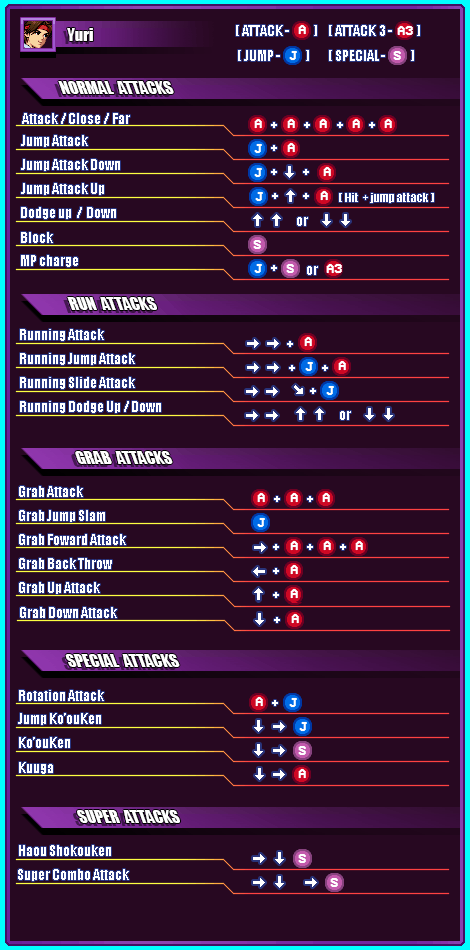 Yuri
[ ATTACK - A ] [ ATTACK 3 - A3 ]
[ JUMP - J ] [ SPECIAL - S ]
NORMAL ATTACKS
Attack / Close / Far A + A + A + A + A
Jump Attack J + A
Jump Attack Down J + ↓ + A
Jump Attack Up J + ↑ + A [ Hit + jump attack ]
Dodge up / Down ↑ ↑ or ↓ ↓
Block S
MP charge J + S or A3
RUN ATTACKS
Running Attack → → + A
Running Jump Attack → → + J + A
Running Slide Attack → → ↘ + J
Running Dodge Up / Down → → ↑ ↑ or ↓ ↓
GRAB ATTACKS
Grab Attack A + A + A
Grab Jump Slam J
Grab Foward Attack → + A + A + A
Grab Back Throw ← + A
Grab Up Attack ↑ + A
Grab Down Attack ↓ + A
SPECIAL ATTACKS
Rotation Attack A + J
Jump Ko'ouKen ↓ → J
Ko'ouKen ↓ → S
Kuuga ↓ → A
SUPER ATTACKS
Haou Shokouken → ↓ S
Super Combo Attack → ↓ → S